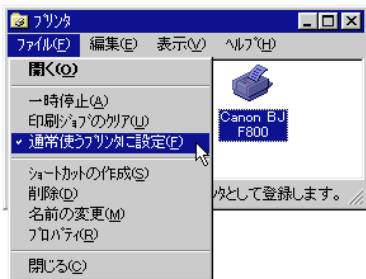 プリンタ
ファイル(F) 編集(E) 表示(V) ヘルプ(H)
開く(O)
一時停止(A)
印刷ジョブのクリア(U)
通常使うプリンタに設定(F)
ショートカットの作成(S)
削除(D)
名前の変更(M)
プロパティ(R)
閉じる(C)
Canon BJ
F800
タとして登録します。